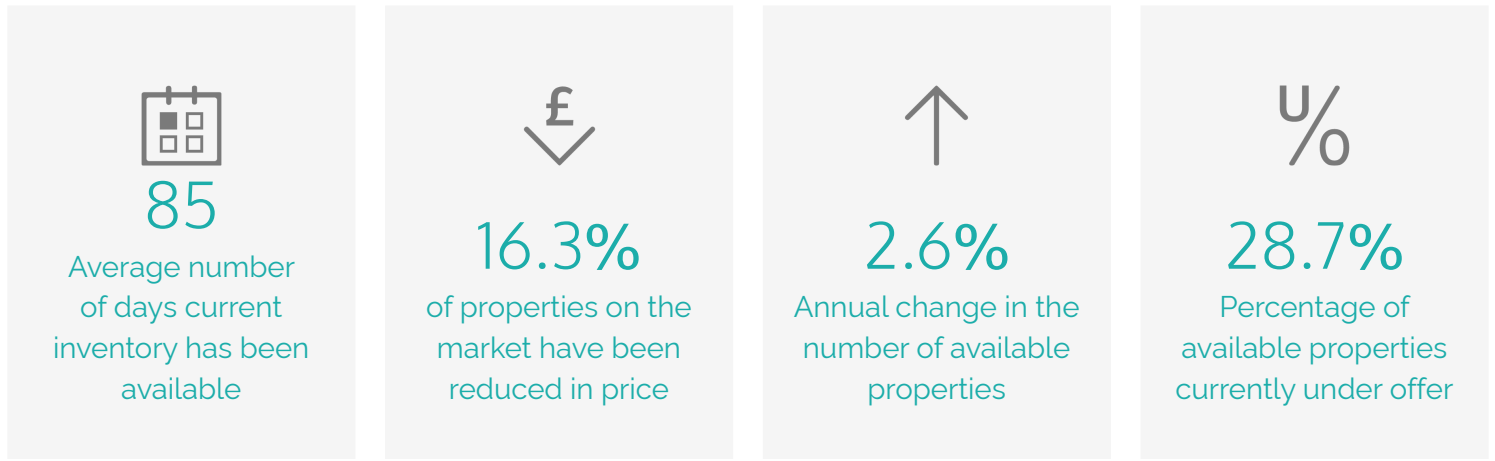 85
Average number
of days current
inventory has been
available
£
16.3%
of properties on the
market have been
reduced in price
2.6%
Annual change in the
number of available
properties
U/O
28.7%
Percentage of
available properties
currently under offer